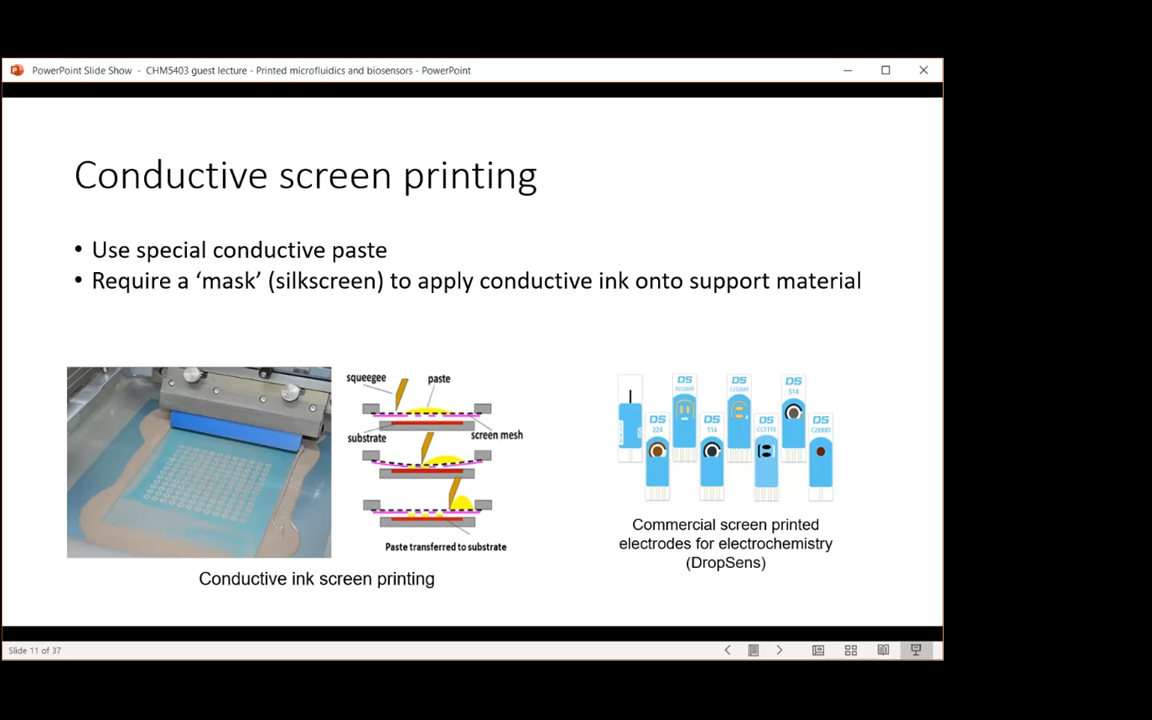 PowerPoint Slide Show - CHM5403 guest lecture - Printed microfluidics and biosensors - PowerPoint
Conductive screen printing
• Use special conductive paste
• Require a ‘mask’ (silkscreen) to apply conductive ink onto support material
squeegee
paste
substrate
screen mesh
Paste transferred to substrate
Conductive ink screen printing
DS
DS
DS
514
DS
224
DS
114
DS
CC1110
DS
Commercial screen printed
electrodes for electrochemistry
(DropSens)
Slide 11 of 37